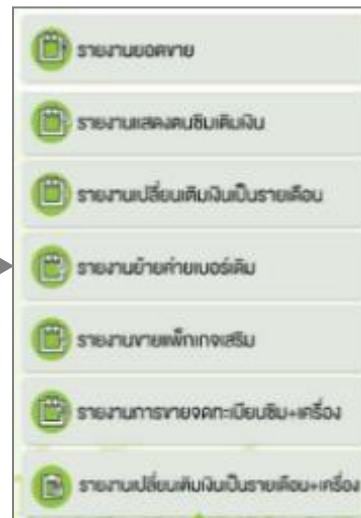 รายงานยอดขาย
รายงานแสดงตนซิมเติมเงิน
รายงานเปลี่ยนเติมเงินเป็นรายเดือน
รายงานย้ายค่ายเบอร์เดิม
รายงานขายแพ็กเกจเสริม
รายงานการขายจดทะเบียนซิม+เครื่อง
รายงานเปลี่ยนเติมเงินเป็นรายเดือน+เครื่อง